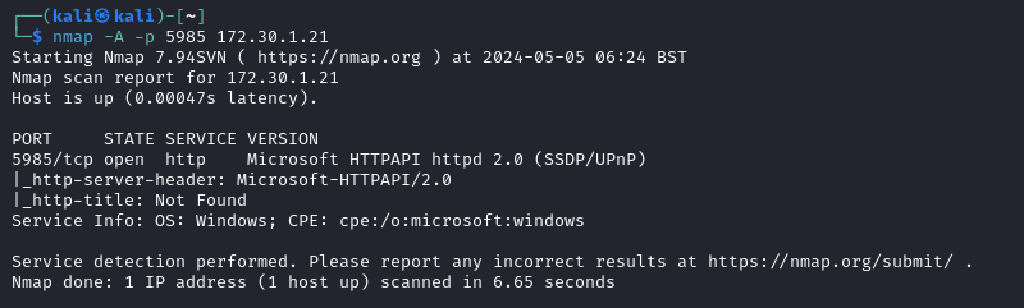 ┌──(kali㉿kali)-[~]
└─$ nmap -A -p 5985 172.30.1.21
Starting Nmap 7.94SVN ( https://nmap.org ) at 2024-05-05 06:24 BST
Nmap scan report for 172.30.1.21
Host is up (0.00047s latency).

PORT     STATE SERVICE VERSION
5985/tcp open  http    Microsoft HTTPAPI httpd 2.0 (SSDP/UPnP)
|_http-server-header: Microsoft-HTTPAPI/2.0
|_http-title: Not Found
Service Info: OS: Windows; CPE: cpe:/o:microsoft:windows

Service detection performed. Please report any incorrect results at https://nmap.org/submit/ .
Nmap done: 1 IP address (1 host up) scanned in 6.65 seconds